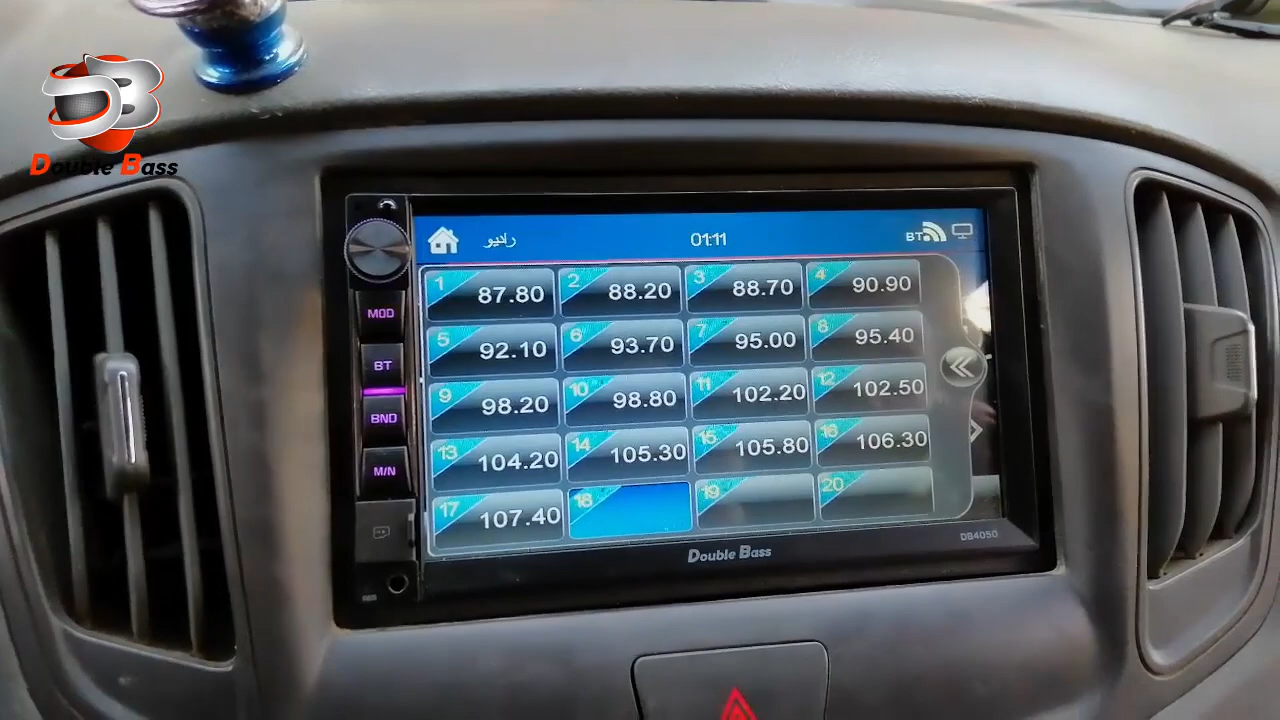 Double Bass
رادیو
01:11
BT
1 87.80
2 88.20
3 88.70
4 90.90
5 92.10
6 93.70
7 95.00
8 95.40
9 98.20
10 98.80
11 102.20
12 102.50
13 104.20
14 105.30
15 105.80
16 106.30
17 107.40
18
19
20
MOD
BT
BND
M/N
RES
Double Bass
DB4050